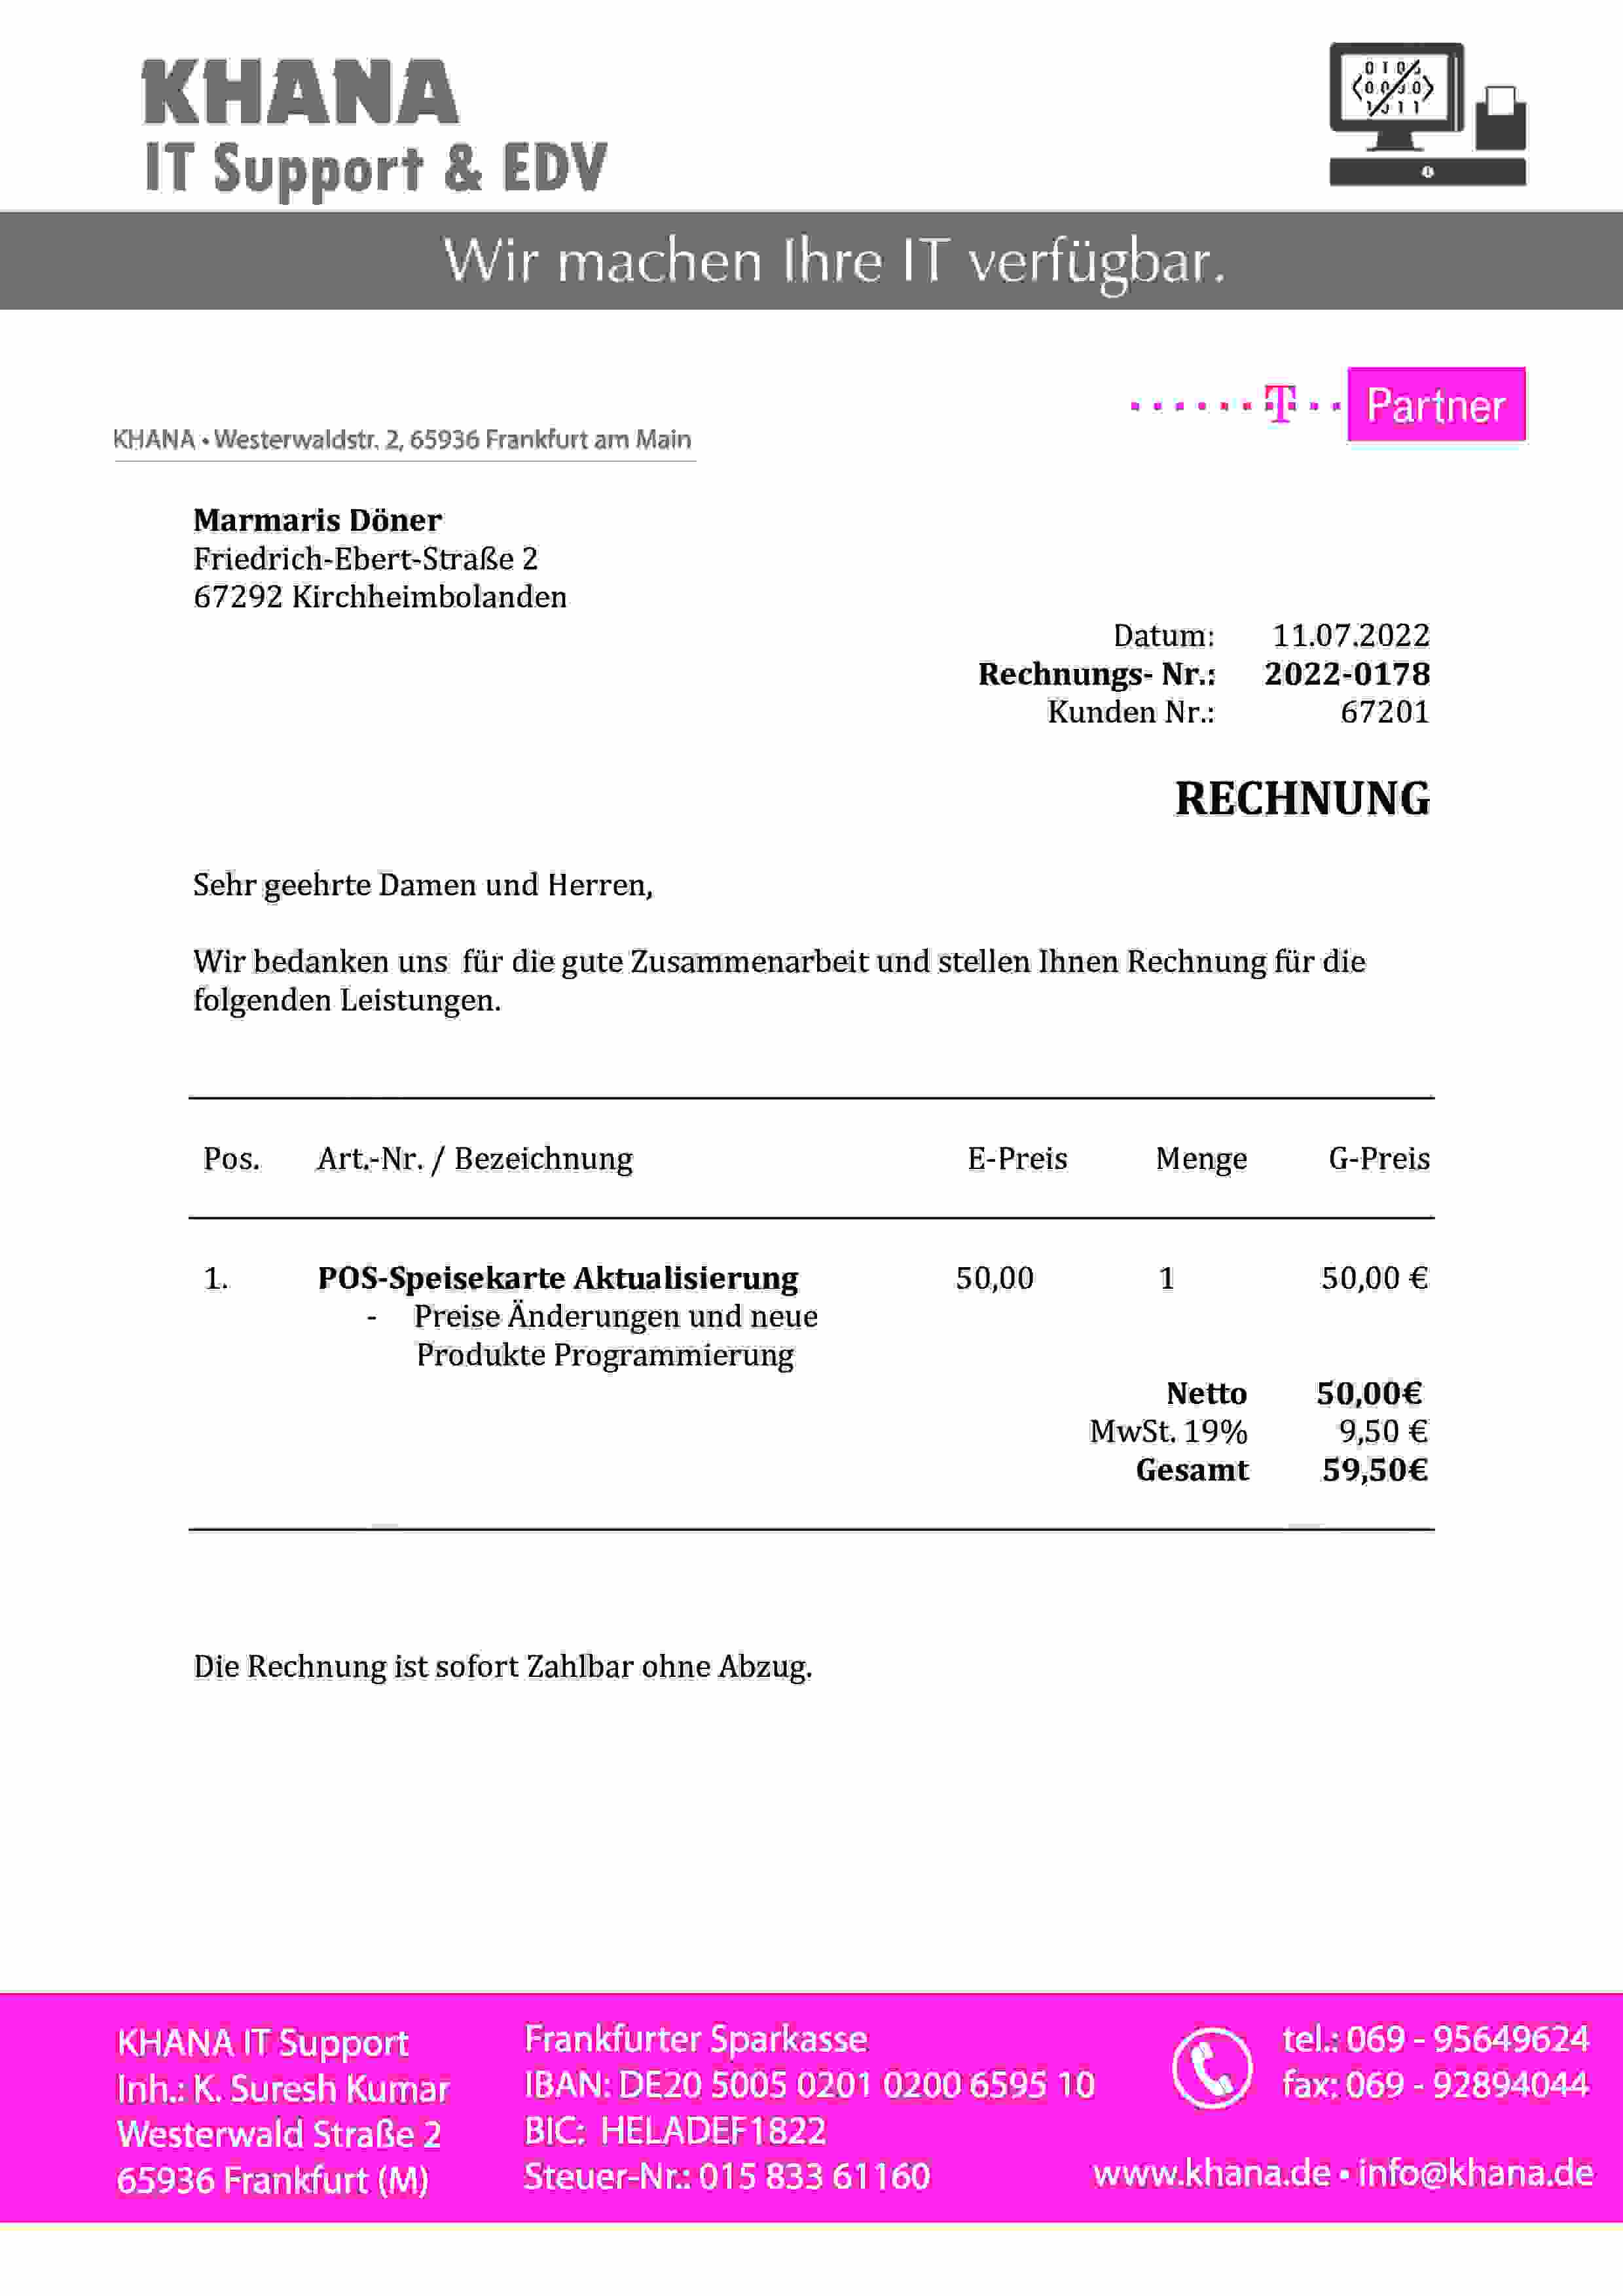 KHANA
IT Support & EDV
Wir machen Ihre IT verfügbar.
T Partner
KHANA • Westerwaldstr. 2, 65936 Frankfurt am Main
Marmaris Döner
Friedrich-Ebert-Straße 2
67292 Kirchheimbolanden
Datum: 11.07.2022
Rechnungs- Nr.: 2022-0178
Kunden Nr.: 67201
RECHNUNG
Sehr geehrte Damen und Herren,
Wir bedanken uns für die gute Zusammenarbeit und stellen Ihnen Rechnung für die
folgenden Leistungen.
Pos. Art.-Nr. / Bezeichnung E-Preis Menge G-Preis
1. POS-Speisekarte Aktualisierung 50,00 1 50,00 €
- Preise Änderungen und neue
Produkte Programmierung
Netto 50,00€
MwSt. 19% 9,50 €
Gesamt 59,50€
Die Rechnung ist sofort Zahlbar ohne Abzug.
KHANA IT Support
Inh.: K. Suresh Kumar
Westerwald Straße 2
65936 Frankfurt (M)
Frankfurter Sparkasse
IBAN: DE20 5005 0201 0200 6595 10
BIC: HELADEF1822
Steuer-Nr.: 015 833 61160
tel.: 069 - 95649624
fax: 069 - 92894044
www.khana.de • info@khana.de